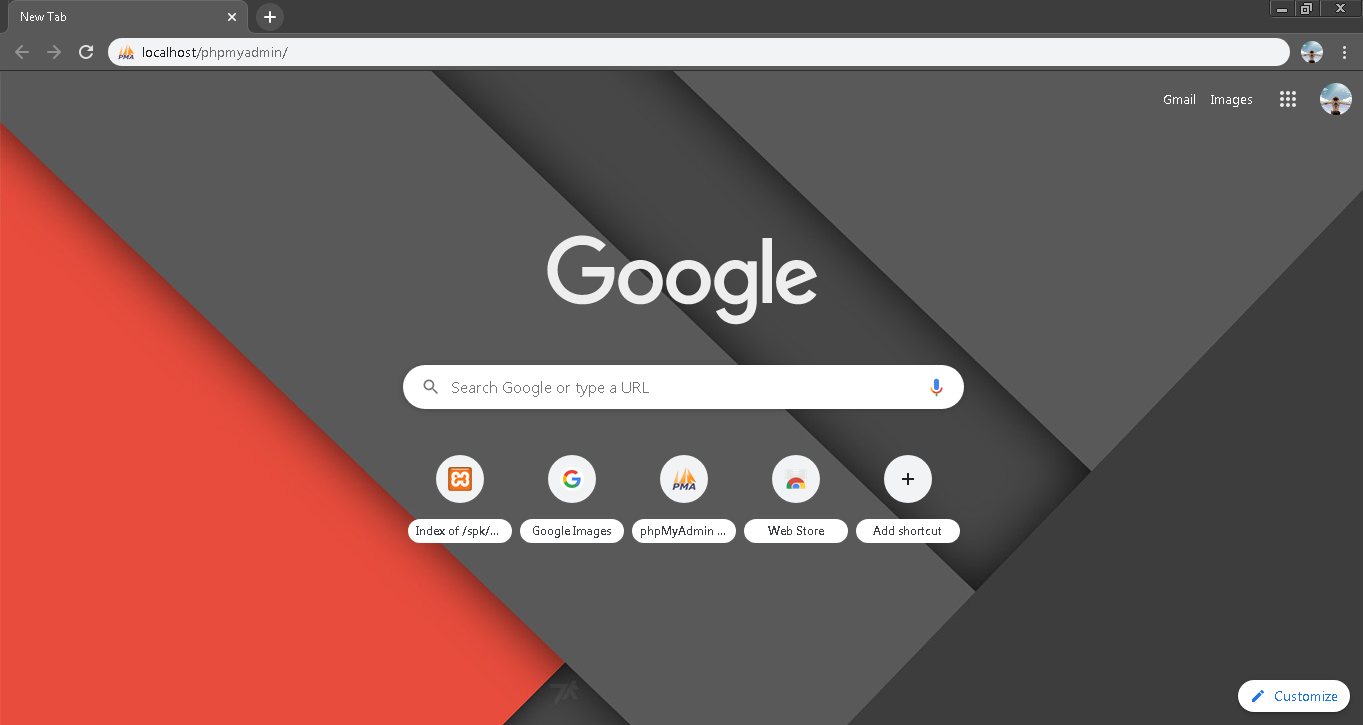 New Tab
localhost/phpmyadmin/
Gmail Images
Google
Search Google or type a URL
PMA
Index of /spk/... Google Images phpMyAdmin ... Web Store Add shortcut
Customize